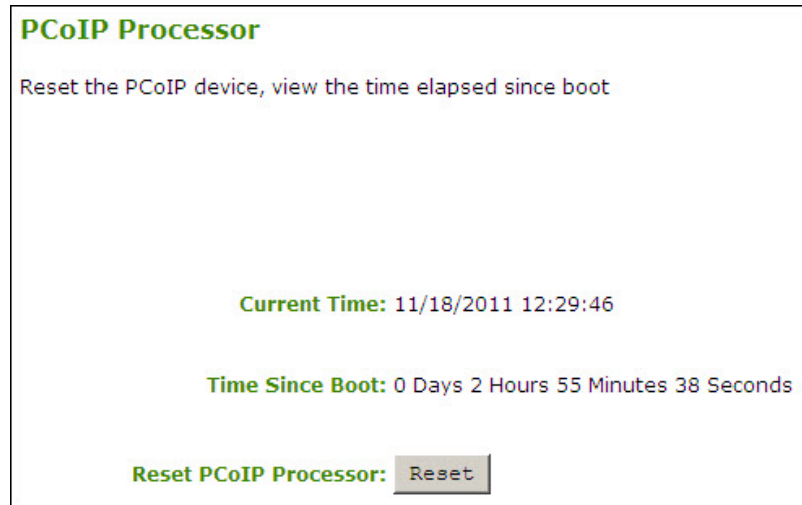 PCoIP Processor
Reset the PCoIP device, view the time elapsed since boot
Current Time: 11/18/2011 12:29:46
Time Since Boot: 0 Days 2 Hours 55 Minutes 38 Seconds
Reset PCoIP Processor: Reset